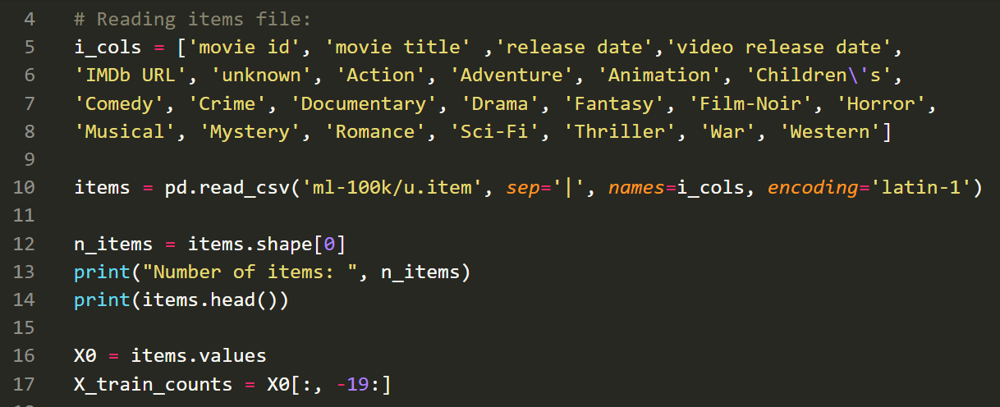 4 # Reading items file:
5 i_cols = ['movie id', 'movie title' ,'release date','video release date',
6 'IMDb URL', 'unknown', 'Action', 'Adventure', 'Animation', 'Children\'s',
7 'Comedy', 'Crime', 'Documentary', 'Drama', 'Fantasy', 'Film-Noir', 'Horror',
8 'Musical', 'Mystery', 'Romance', 'Sci-Fi', 'Thriller', 'War', 'Western']
9
10 items = pd.read_csv('ml-100k/u.item', sep='|', names=i_cols, encoding='latin-1')
11
12 n_items = items.shape[0]
13 print("Number of items: ", n_items)
14 print(items.head())
15
16 X0 = items.values
17 X_train_counts = X0[:, -19:]